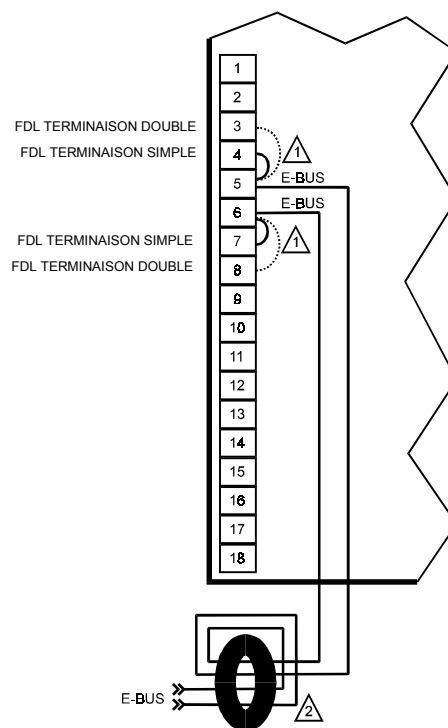 1
2
FDL TERMINAISON DOUBLE 3
FDL TERMINAISON SIMPLE 4 1
5 E-BUS
6 E-BUS
FDL TERMINAISON SIMPLE 7 1
FDL TERMINAISON DOUBLE 8
9
10
11
12
13
14
15
16
17
18
E-BUS 2